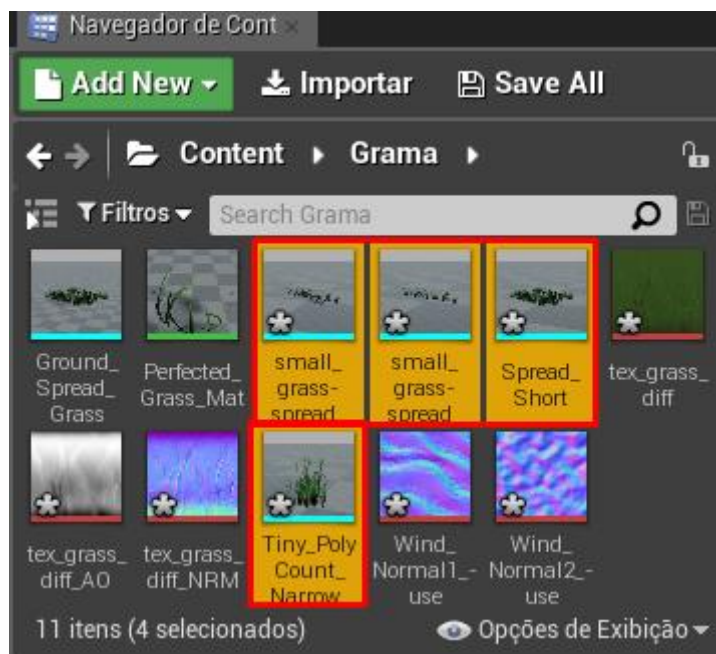 Navegador de Cont
Add New Importar Save All
Content Grama
Filtros Search Grama
Ground_
Spread_
Grass
Perfected_
Grass_Mat
small_
grass-
spread_
small_
grass-
spread_
Spread_
Short
tex_grass_
diff
tex_grass_
diff_AO
tex_grass_
diff_NRM
Tiny_Poly
Count_
Narrow
Wind_
Normal1_-
use
Wind_
Normal2_-
use
11 itens (4 selecionados) Opções de Exibição